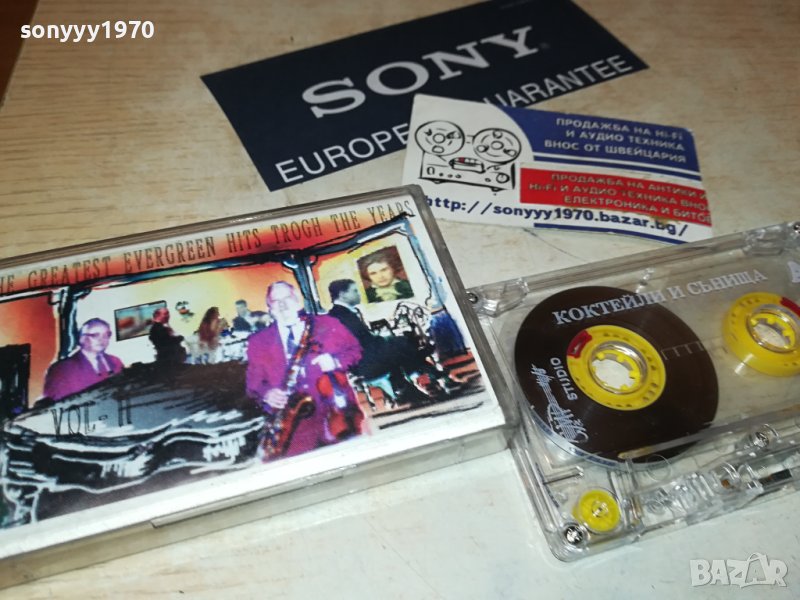 sonyyy1970
SONY
EUROPE GUARANTEE
ПРОДАЖБА НА Hi-Fi
И АУДИО ТЕХНИКА
ВНОС ОТ ШВЕЙЦАРИЯ
ПРОДАЖБА НА АНТИКИ
Hi-Fi И АУДИО ТЕХНИКА ВНО
ЕЛЕКТРОНИКА И БИТОВ
http://sonyyy1970.bazar.bg/
HE GREATEST EVERGREEN HITS TROGH THE YEARS
VOL - II
КОКТЕЙЛИ И СЪНИЩА
A
STUDIO
BAZAR